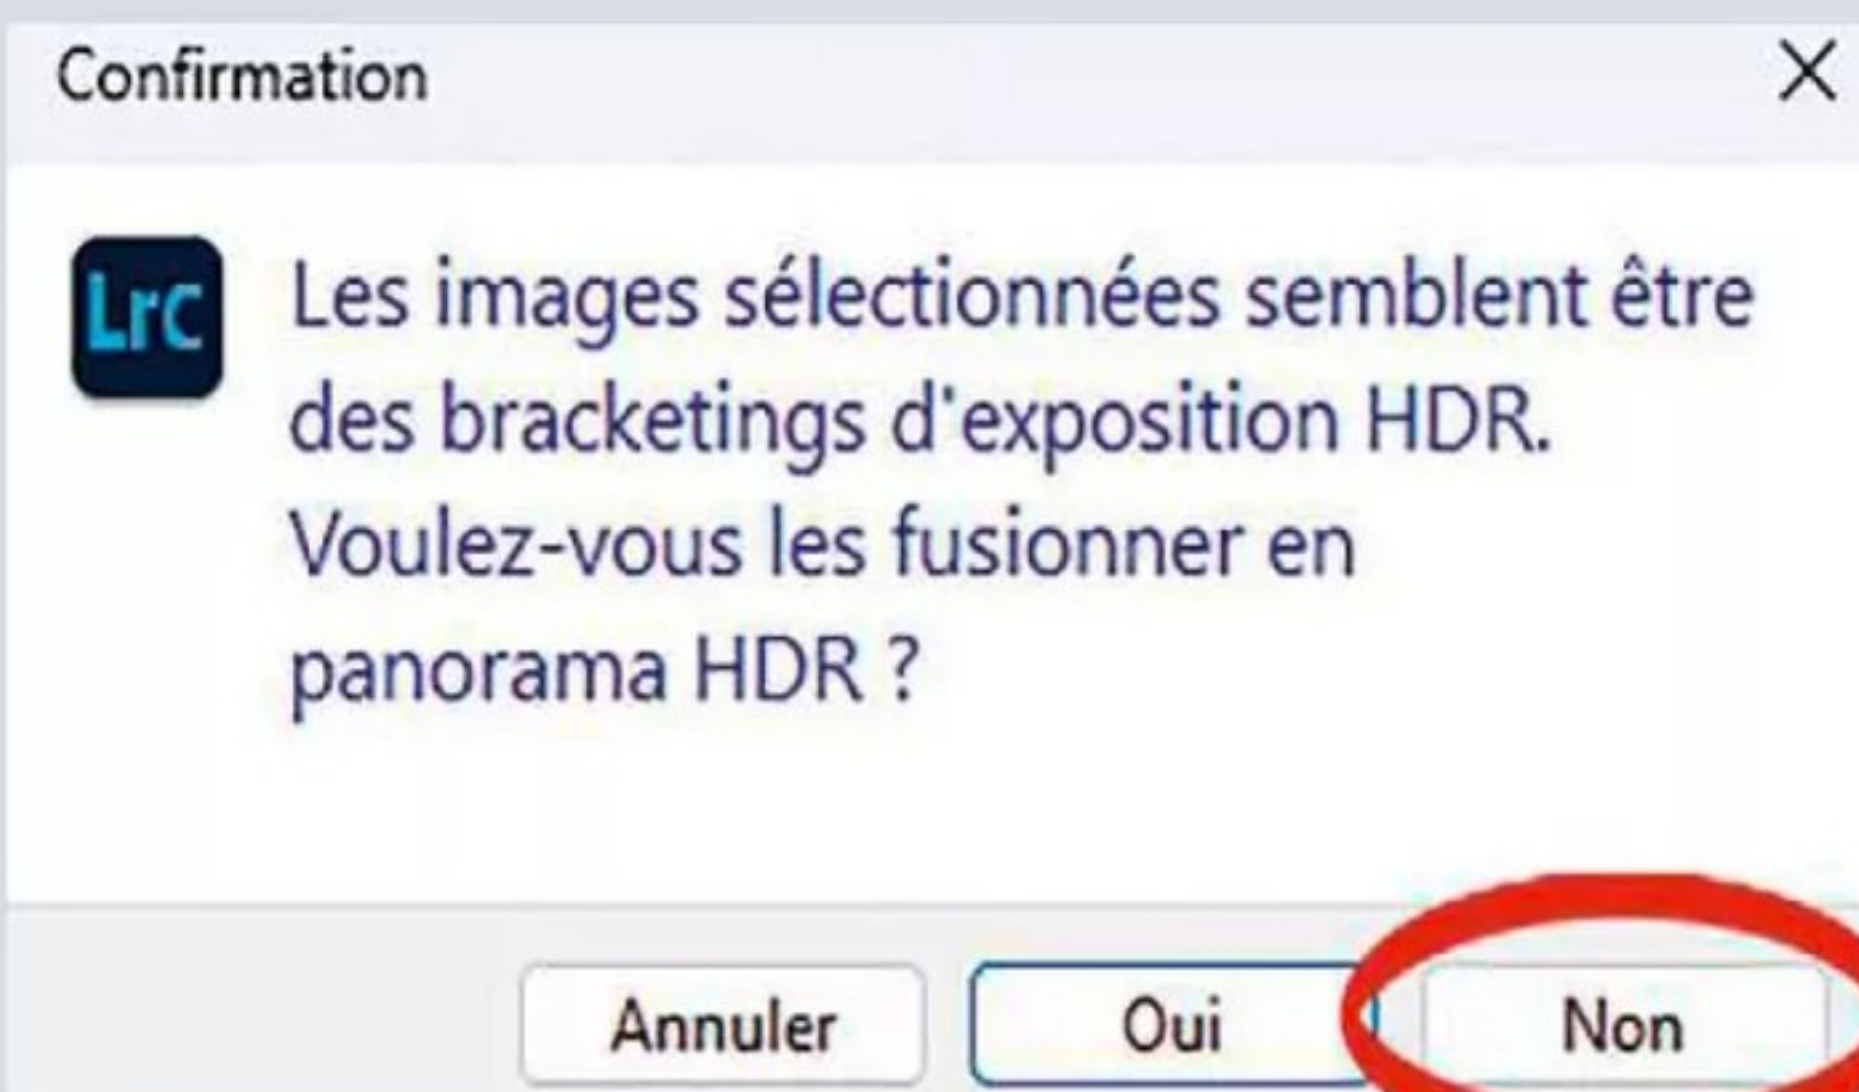 Confirmation
LrC
Les images sélectionnées semblent être
des bracketings d'exposition HDR.
Voulez-vous les fusionner en
panorama HDR ?
Annuler
Oui
Non